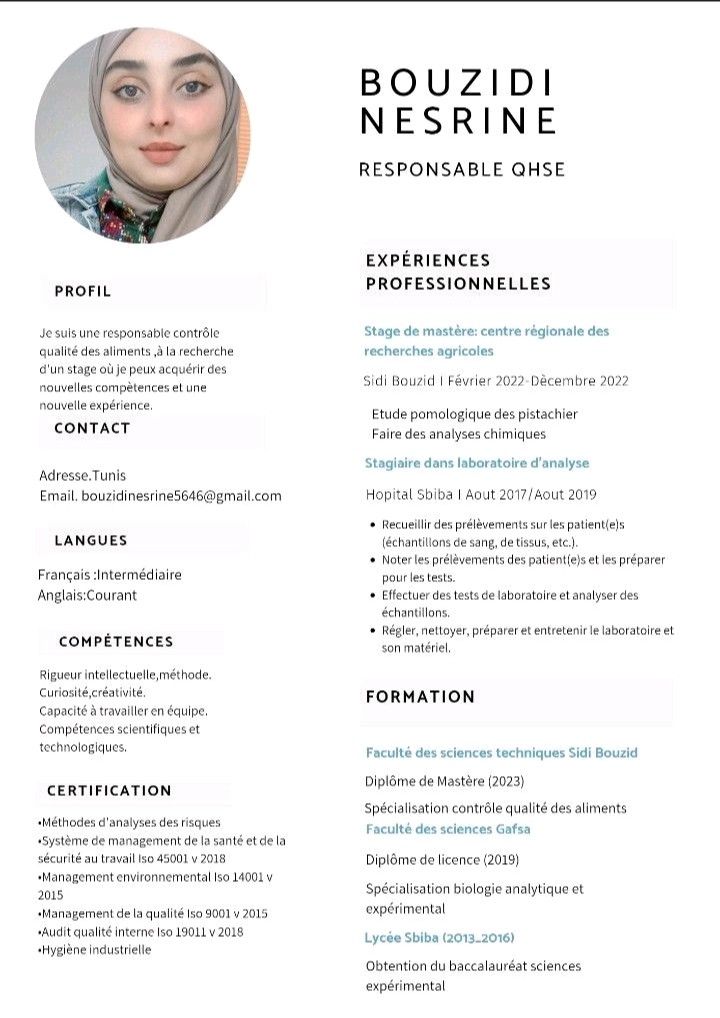 BOUZIDI
NESRINE
RESPONSABLE QHSE
PROFIL
Je suis une responsable contrôle
qualité des aliments ,à la recherche
d'un stage où je peux acquérir des
nouvelles compètences et une
nouvelle expérience.
CONTACT
Adresse.Tunis
Email. bouzidinesrine5646@gmail.com
LANGUES
Français :Intermédiaire
Anglais:Courant
COMPÉTENCES
Rigueur intellectuelle,méthode.
Curiosité,créativité.
Capacité à travailler en équipe.
Compétences scientifiques et
technologiques.
CERTIFICATION
•Méthodes d'analyses des risques
•Système de management de la santé et de la
sécurité au travail Iso 45001 v 2018
•Management environnemental Iso 14001 v
2015
•Management de la qualité Iso 9001 v 2015
•Audit qualité interne Iso 19011 v 2018
•Hygiène industrielle
EXPÉRIENCES
PROFESSIONNELLES
Stage de mastère: centre régionale des
recherches agricoles
Sidi Bouzid I Février 2022-Dècembre 2022
Etude pomologique des pistachier
Faire des analyses chimiques
Stagiaire dans laboratoire d'analyse
Hopital Sbiba I Aout 2017/Aout 2019
• Recueillir des prélèvements sur les patient(e)s
(échantillons de sang, de tissus, etc.).
• Noter les prélèvements des patient(e)s et les préparer
pour les tests.
• Effectuer des tests de laboratoire et analyser des
échantillons.
• Régler, nettoyer, préparer et entretenir le laboratoire et
son matériel.
FORMATION
Faculté des sciences techniques Sidi Bouzid
Diplôme de Mastère (2023)
Spécialisation contrôle qualité des aliments
Faculté des sciences Gafsa
Diplôme de licence (2019)
Spécialisation biologie analytique et
expérimental
Lycée Sbiba (2013_2016)
Obtention du baccalauréat sciences
expérimental